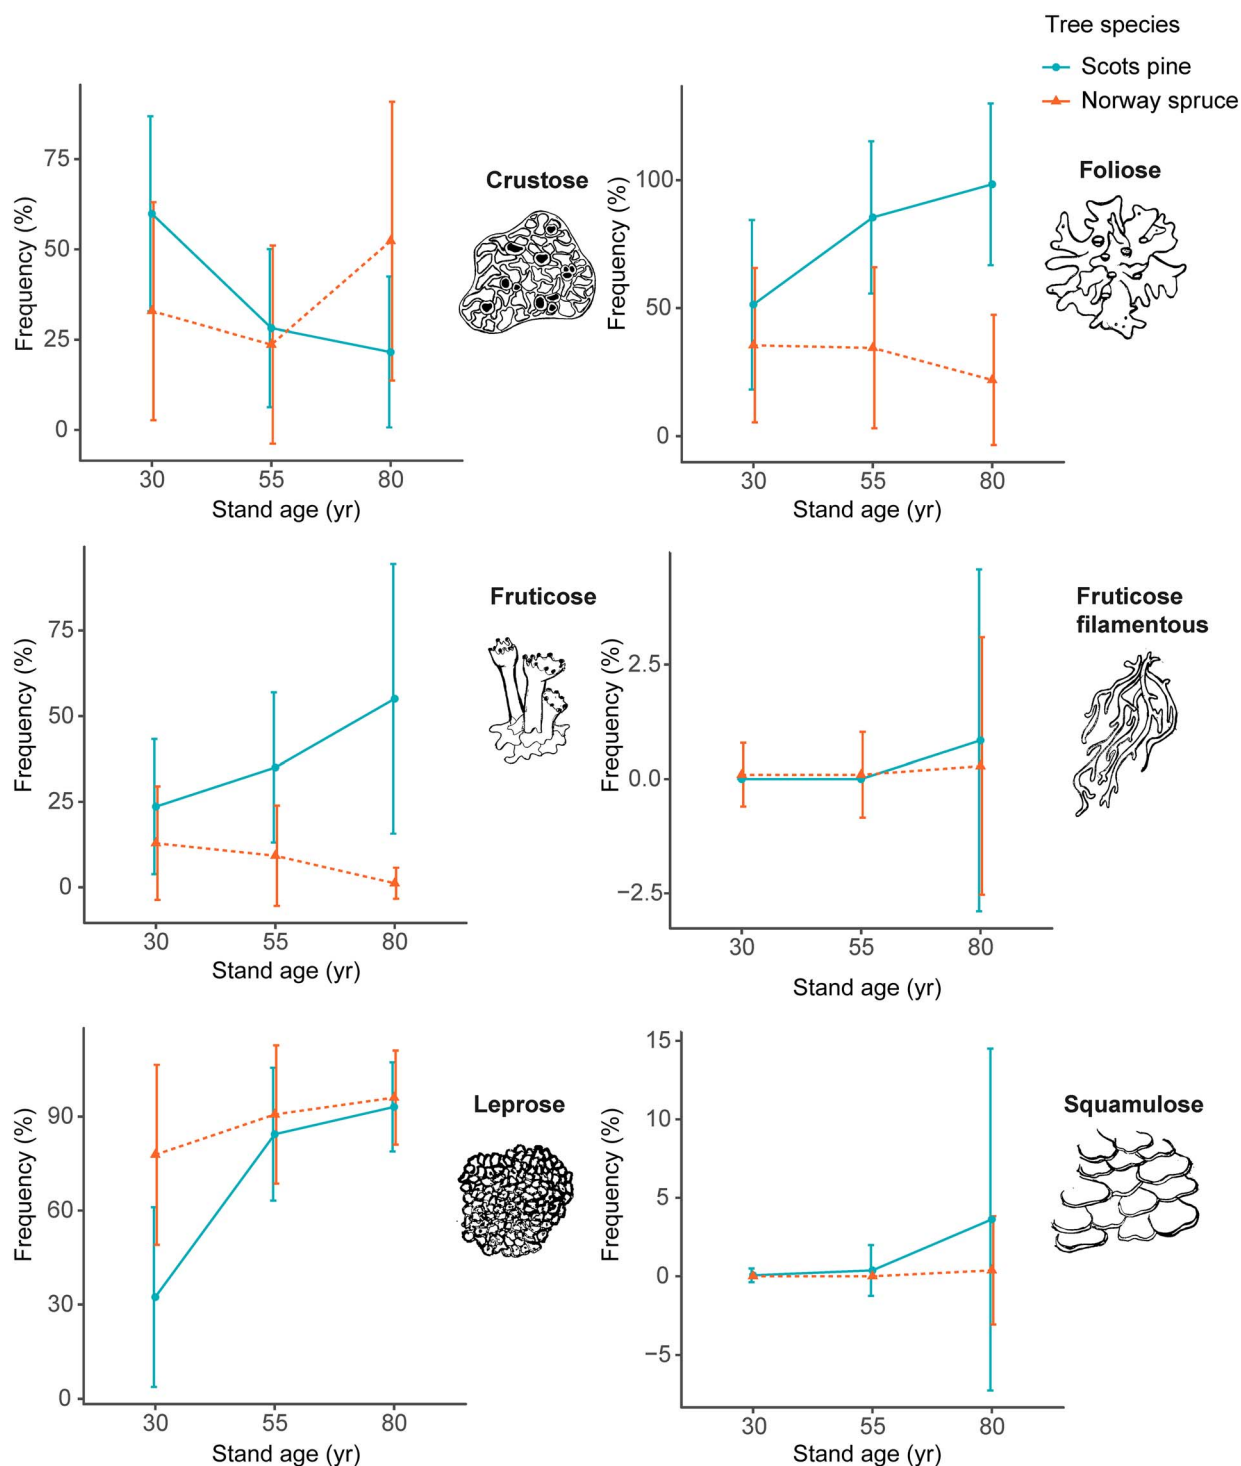 Tree species
Scots pine
Norway spruce
Crustose
Frequency (%)
75
50
25
0
30 55 80
Stand age (yr)
Foliose
Frequency (%)
100
50
0
30 55 80
Stand age (yr)
Fruticose
Frequency (%)
75
50
25
0
30 55 80
Stand age (yr)
Fruticose
filamentous
Frequency (%)
2.5
0.0
−2.5
30 55 80
Stand age (yr)
Leprose
Frequency (%)
90
60
30
0
30 55 80
Stand age (yr)
Squamulose
Frequency (%)
15
10
5
0
−5
30 55 80
Stand age (yr)